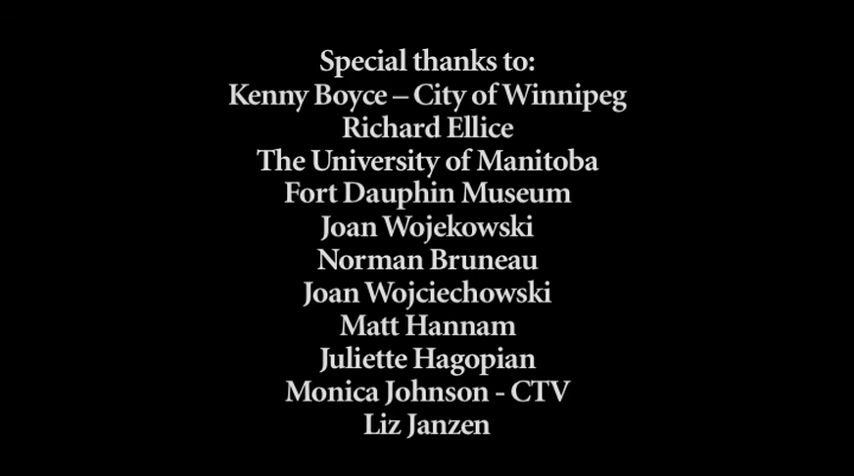 Special thanks to:
Kenny Boyce – City of Winnipeg
Richard Ellice
The University of Manitoba
Fort Dauphin Museum
Joan Wojekowski
Norman Bruneau
Joan Wojciechowski
Matt Hannam
Juliette Hagopian
Monica Johnson - CTV
Liz Janzen